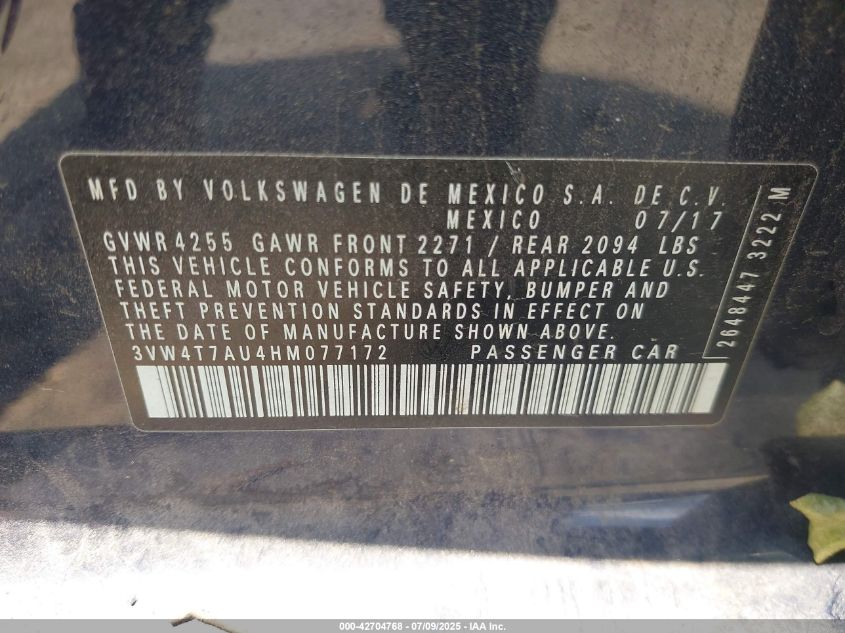 MFD BY VOLKSWAGEN DE MEXICO S.A. DE C.V.
MEXICO 07/17
GVWR 4255 GAWR FRONT 2271 / REAR 2094 LBS
THIS VEHICLE CONFORMS TO ALL APPLICABLE U.S.
FEDERAL MOTOR VEHICLE SAFETY, BUMPER AND
THEFT PREVENTION STANDARDS IN EFFECT ON
THE DATE OF MANUFACTURE SHOWN ABOVE.
3VW4T7AU4HM077172 PASSENGER CAR
2648447 3222 M
000-42704768 - 07/09/2025 - IAA Inc.